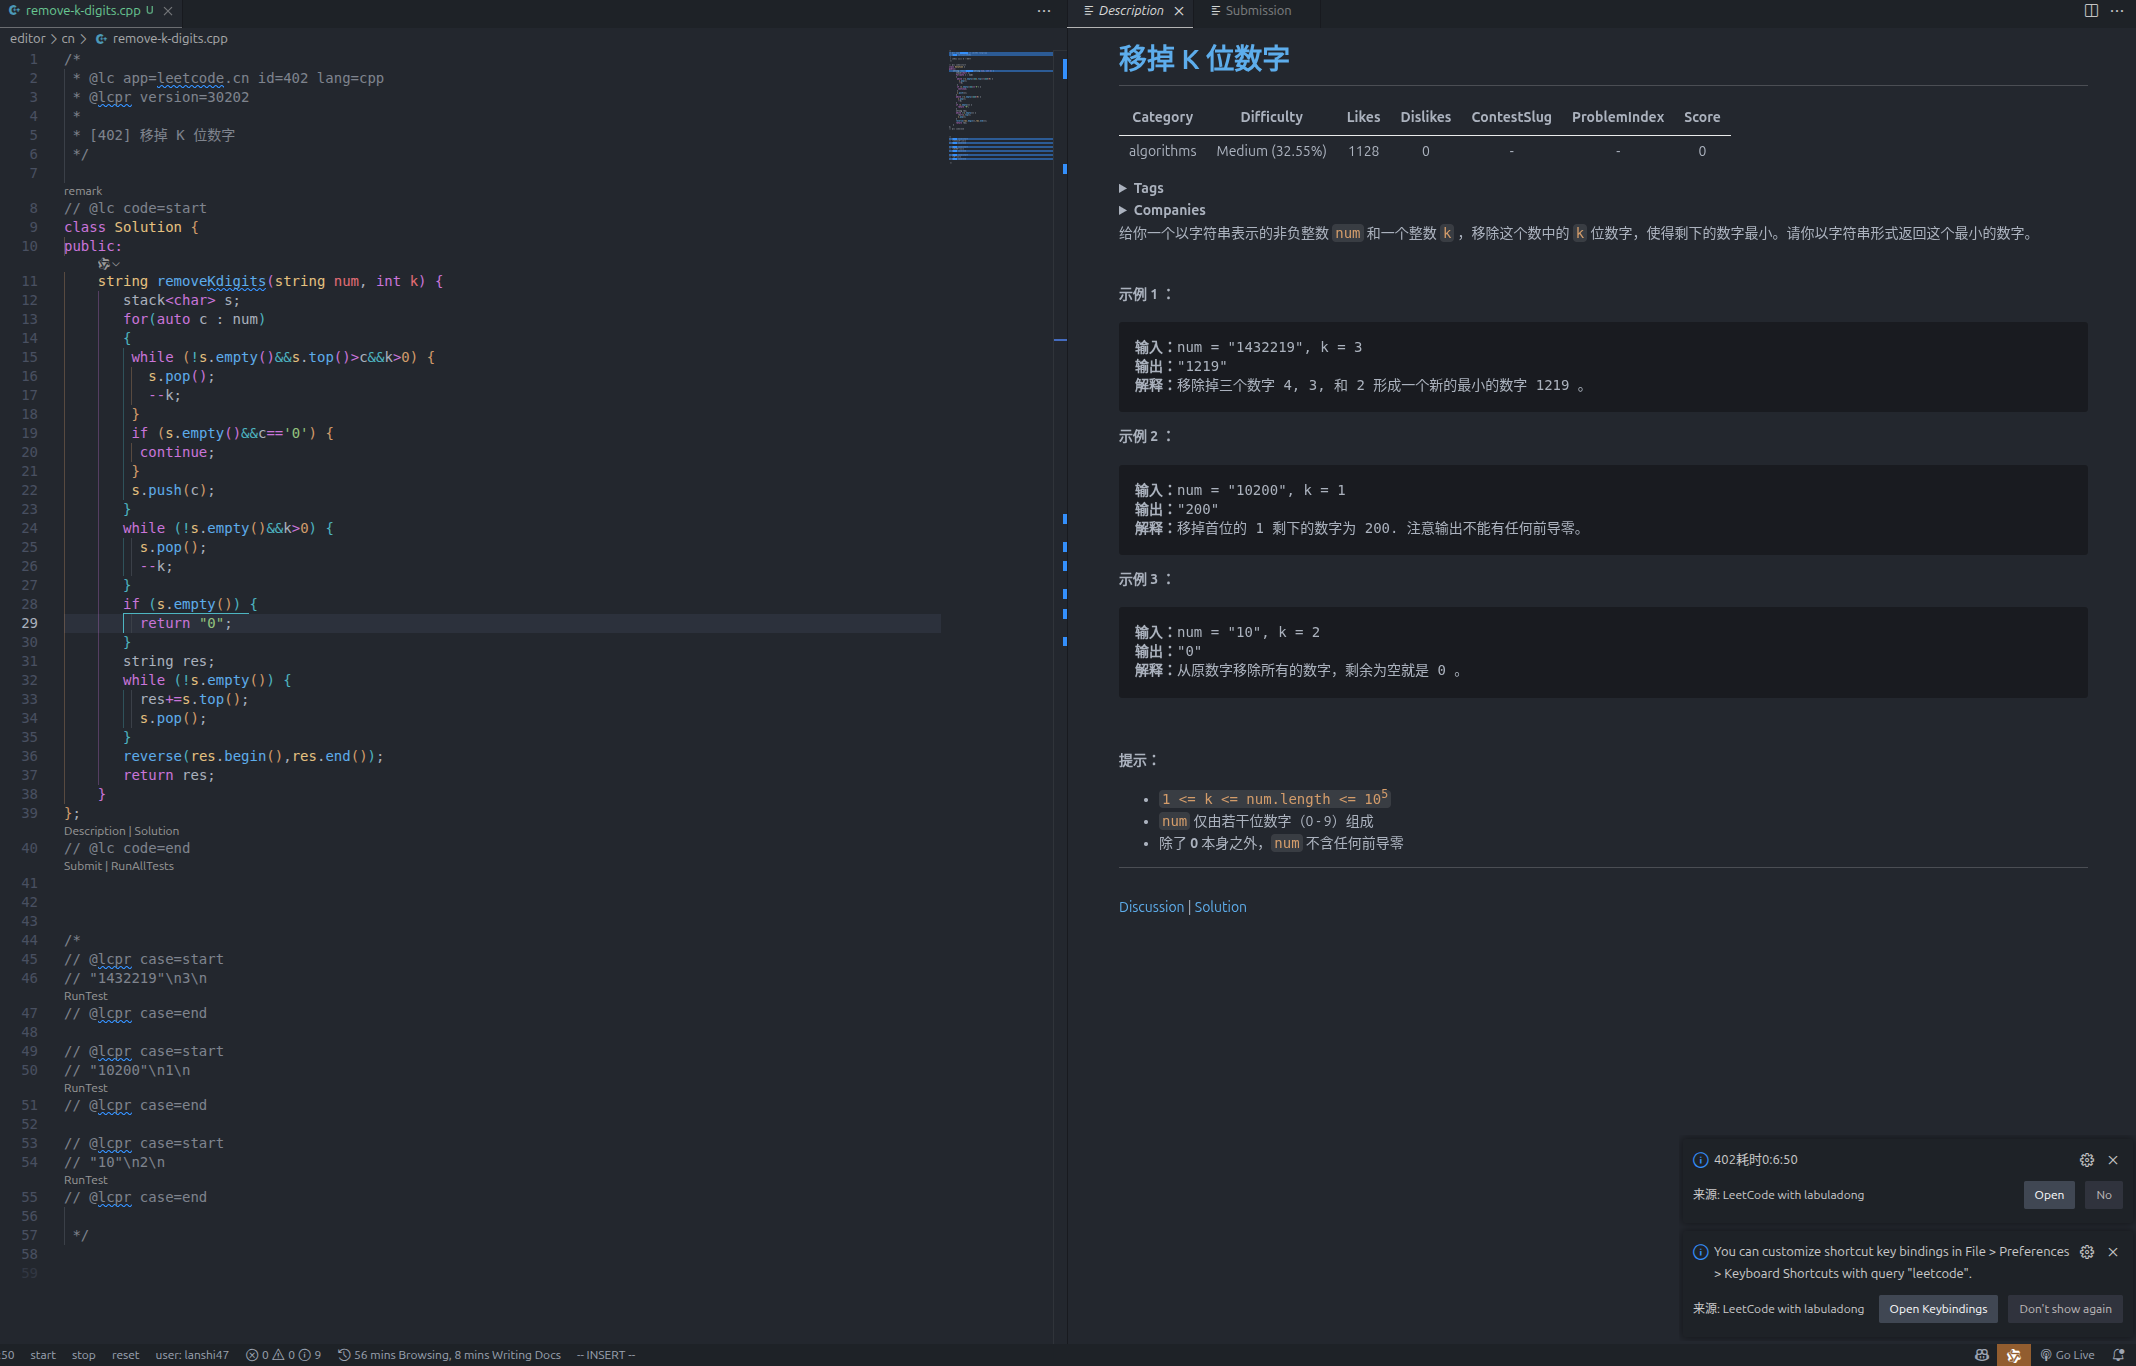 remove-k-digits.cpp U
editor > cn > remove-k-digits.cpp
1 /*
2  * @lc app=leetcode.cn id=402 lang=cpp
3  * @lcpr version=30202
4  *
5  * [402] 移掉 K 位数字
6  */
7
remark
8 // @lc code=start
9 class Solution {
10 public:
11     string removeKdigits(string num, int k) {
12        stack<char> s;
13        for(auto c : num)
14        {
15         while (!s.empty()&&s.top()>c&&k>0) {
16           s.pop();
17           --k;
18         }
19         if (s.empty()&&c=='0') {
20          continue;
21         }
22         s.push(c);
23        }
24        while (!s.empty()&&k>0) {
25          s.pop();
26          --k;
27        }
28        if (s.empty()) {
29          return "0";
30        }
31        string res;
32        while (!s.empty()) {
33          res+=s.top();
34          s.pop();
35        }
36        reverse(res.begin(),res.end());
37        return res;
38     }
39 };
Description | Solution
40 // @lc code=end
Submit | RunAllTests
41
42
43
44 /*
45 // @lcpr case=start
46 // "1432219"\n3\n
RunTest
47 // @lcpr case=end
48
49 // @lcpr case=start
50 // "10200"\n1\n
RunTest
51 // @lcpr case=end
52
53 // @lcpr case=start
54 // "10"\n2\n
RunTest
55 // @lcpr case=end
56
57  */
58
59
Description
Submission
移掉 K 位数字
Category Difficulty Likes Dislikes ContestSlug ProblemIndex Score
algorithms Medium (32.55%) 1128 0 - - 0
Tags
Companies
给你一个以字符串表示的非负整数 num 和一个整数 k ，移除这个数中的 k 位数字，使得剩下的数字最小。请你以字符串形式返回这个最小的数字。
示例 1 ：
输入：num = "1432219", k = 3
输出："1219"
解释：移除掉三个数字 4, 3, 和 2 形成一个新的最小的数字 1219 。
示例 2 ：
输入：num = "10200", k = 1
输出："200"
解释：移掉首位的 1 剩下的数字为 200. 注意输出不能有任何前导零。
示例 3 ：
输入：num = "10", k = 2
输出："0"
解释：从原数字移除所有的数字，剩余为空就是 0 。
提示：
• 1 <= k <= num.length <= 10⁵
• num 仅由若干位数字（0 - 9）组成
• 除了 0 本身之外，num 不含任何前导零
Discussion | Solution
402耗时0:6:50
来源: LeetCode with labuladong
Open No
You can customize shortcut key bindings in File > Preferences
> Keyboard Shortcuts with query "leetcode".
来源: LeetCode with labuladong
Open Keybindings Don't show again
:50 start stop reset user: lanshi47 0 0 9 56 mins Browsing, 8 mins Writing Docs -- INSERT -- Go Live